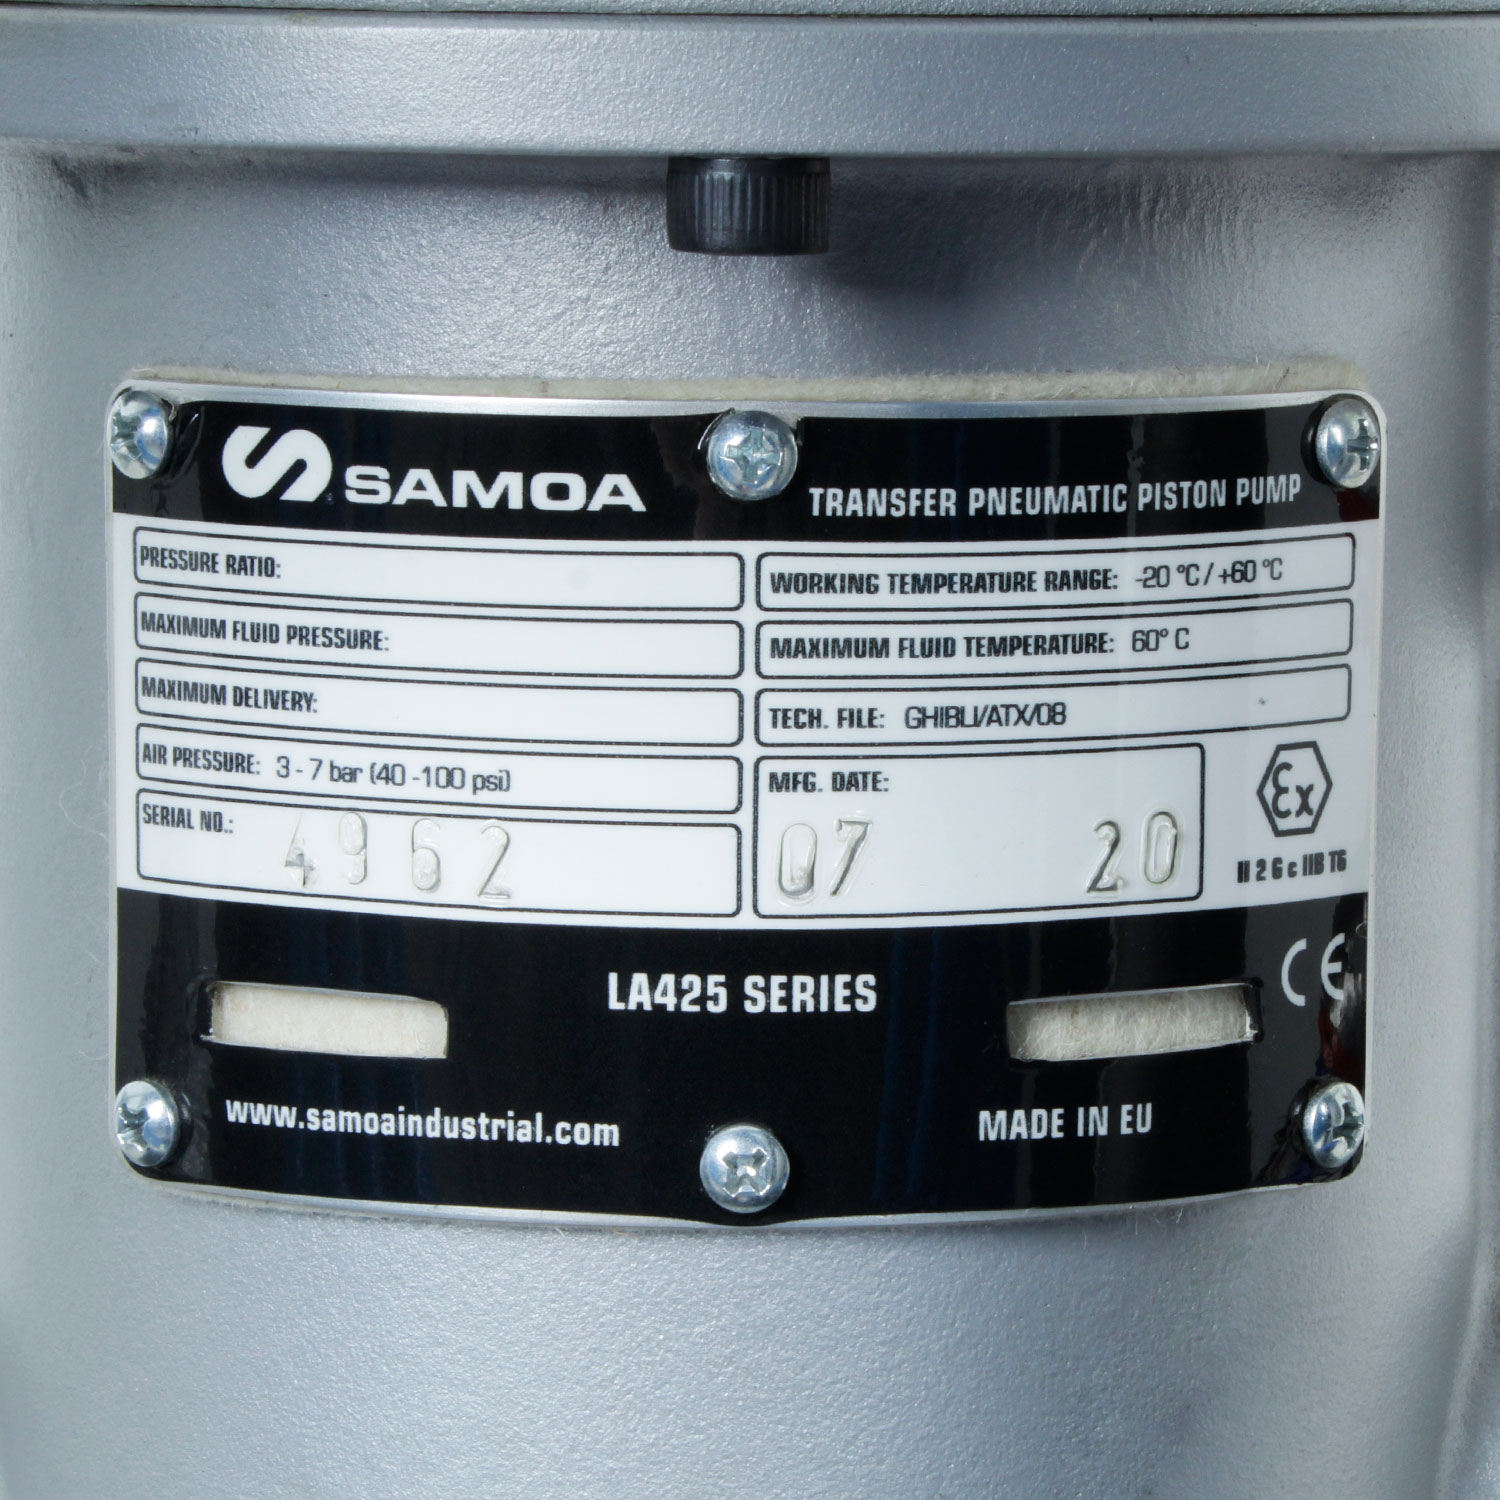 SAMOA
TRANSFER PNEUMATIC PISTON PUMP
PRESSURE RATIO:
MAXIMUM FLUID PRESSURE:
MAXIMUM DELIVERY:
AIR PRESSURE: 3 - 7 bar (40 -100 psi)
SERIAL NO.: 4962
WORKING TEMPERATURE RANGE: -20 °C / +60 °C
MAXIMUM FLUID TEMPERATURE: 60° C
TECH. FILE: GHIBLI/ATX/08
MFG. DATE:
07 20
Ex
II 2 G c IIB T6
LA425 SERIES
CE
www.samoaindustrial.com
MADE IN EU